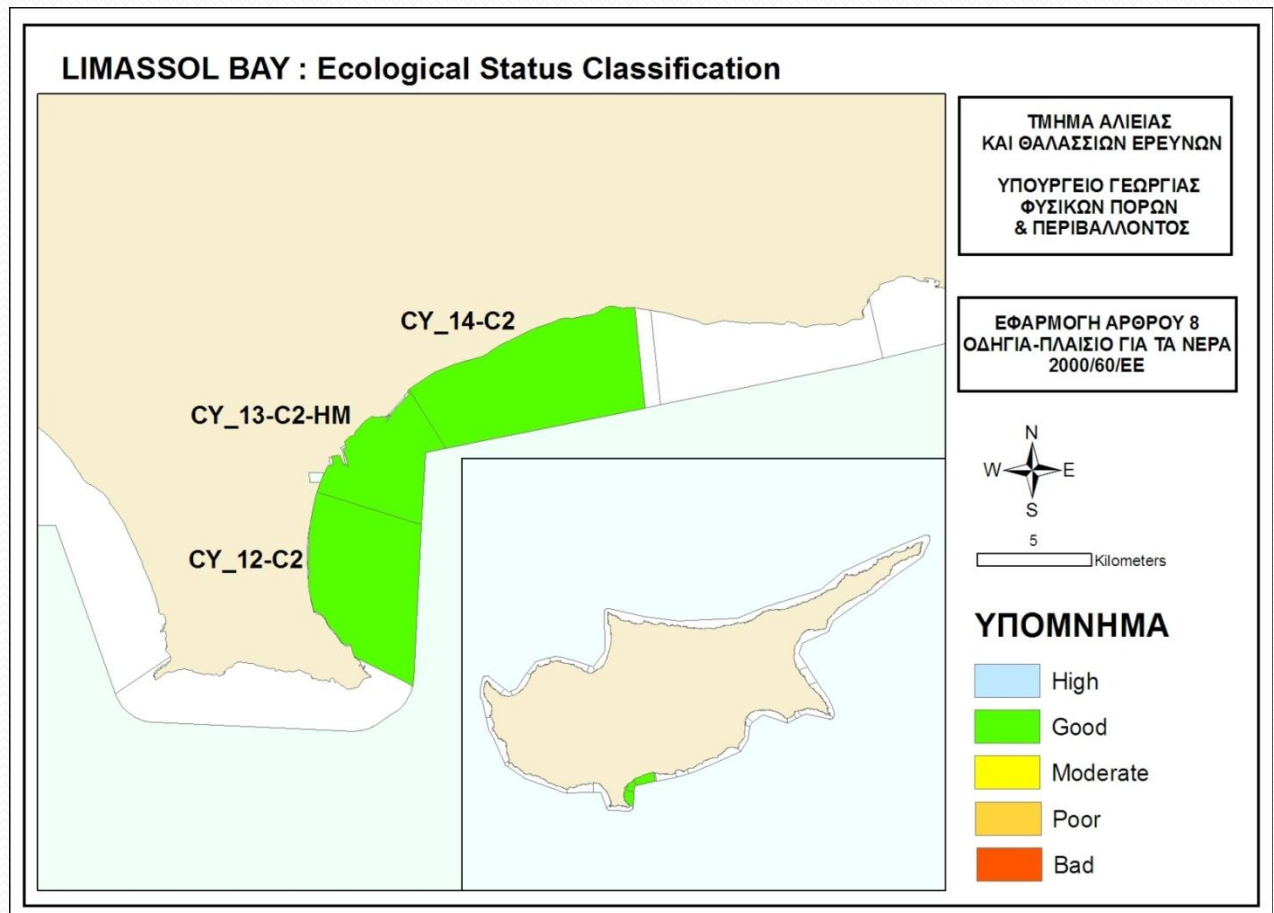 LIMASSOL BAY : Ecological Status Classification
CY_14-C2
CY_13-C2-HM
CY_12-C2
ΤΜΗΜΑ ΑΛΙΕΙΑΣ
ΚΑΙ ΘΑΛΑΣΣΙΩΝ ΕΡΕΥΝΩΝ
ΥΠΟΥΡΓΕΙΟ ΓΕΩΡΓΙΑΣ
ΦΥΣΙΚΩΝ ΠΟΡΩΝ
& ΠΕΡΙΒΑΛΛΟΝΤΟΣ
ΕΦΑΡΜΟΓΗ ΑΡΘΡΟΥ 8
ΟΔΗΓΙΑ-ΠΛΑΙΣΙΟ ΓΙΑ ΤΑ ΝΕΡΑ
2000/60/ΕΕ
N
W E
S
5
Kilometers
ΥΠΟΜΝΗΜΑ
High
Good
Moderate
Poor
Bad